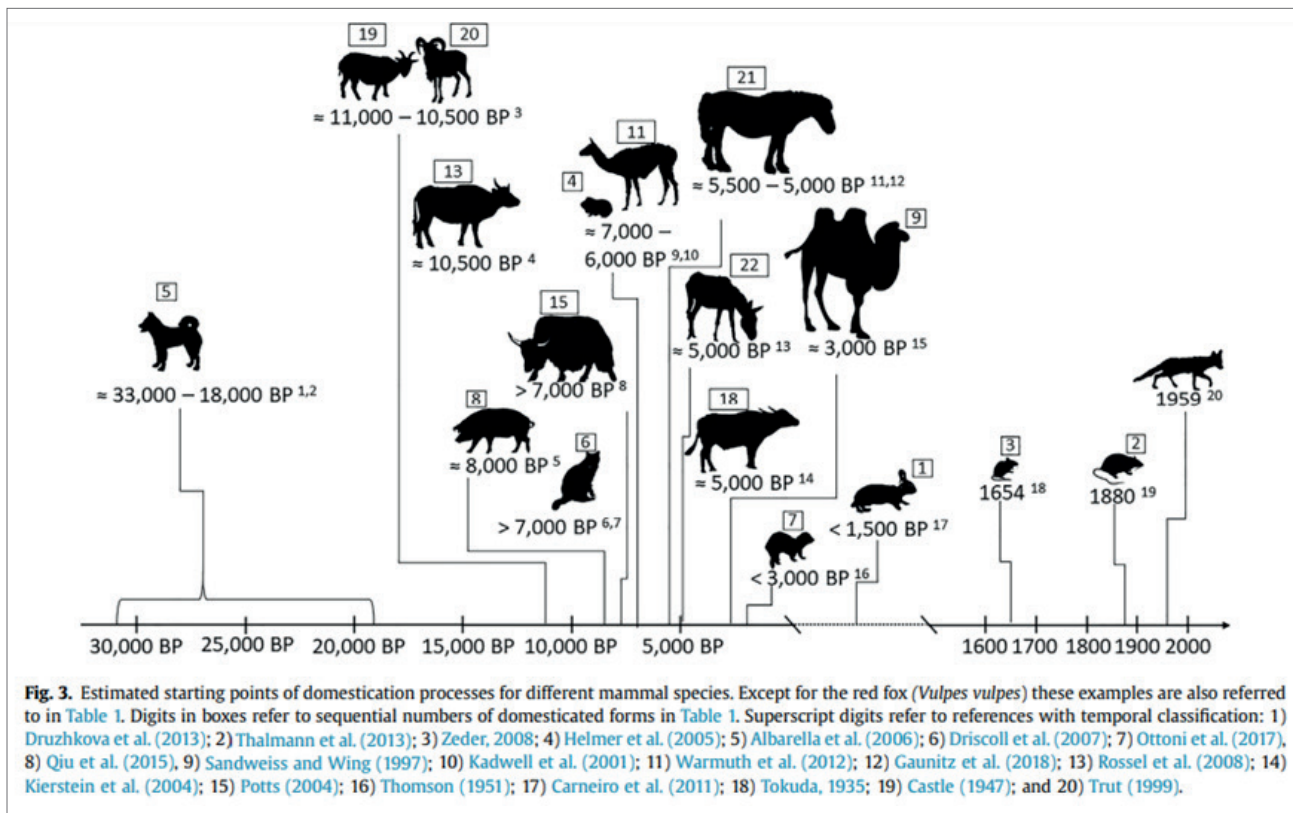 19
20
≈ 11,000 – 10,500 BP 3
21
11
≈ 5,500 – 5,000 BP 11,12
13
4
≈ 10,500 BP 4
≈ 7,000 –
6,000 BP 9,10
9
22
5
15
≈ 5,000 BP 13
≈ 3,000 BP 15
≈ 33,000 – 18,000 BP 1,2
> 7,000 BP 8
8
18
1959 20
6
≈ 8,000 BP 5
≈ 5,000 BP 14
1
3
2
1654 18
1880 19
> 7,000 BP 6,7
7
< 1,500 BP 17
< 3,000 BP 16
30,000 BP 25,000 BP 20,000 BP 15,000 BP 10,000 BP 5,000 BP 1600 1700 1800 1900 2000
Fig. 3. Estimated starting points of domestication processes for different mammal species. Except for the red fox (Vulpes vulpes) these examples are also referred
to in Table 1. Digits in boxes refer to sequential numbers of domesticated forms in Table 1. Superscript digits refer to references with temporal classification: 1)
Druzhkova et al. (2013); 2) Thalmann et al. (2013); 3) Zeder, 2008; 4) Helmer et al. (2005); 5) Albarella et al. (2006); 6) Driscoll et al. (2007); 7) Ottoni et al. (2017),
8) Qiu et al. (2015), 9) Sandweiss and Wing (1997); 10) Kadwell et al. (2001); 11) Warmuth et al. (2012); 12) Gaunitz et al. (2018); 13) Rossel et al. (2008); 14)
Kierstein et al. (2004); 15) Potts (2004); 16) Thomson (1951); 17) Carneiro et al. (2011); 18) Tokuda, 1935; 19) Castle (1947); and 20) Trut (1999).